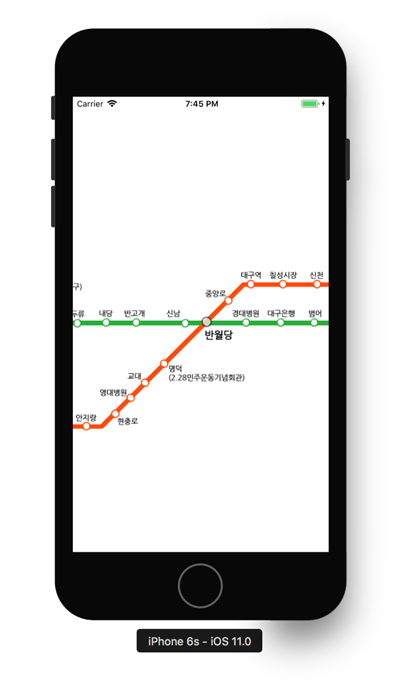 Carrier 7:45 PM
대구역 칠성시장 신천
구) 중앙로
두류 내당 반고개 신남 경대병원 대구은행 범어
반월당
명덕
교대 (2.28민주운동기념회관)
영대병원
안지랑 현충로
iPhone 6s - iOS 11.0